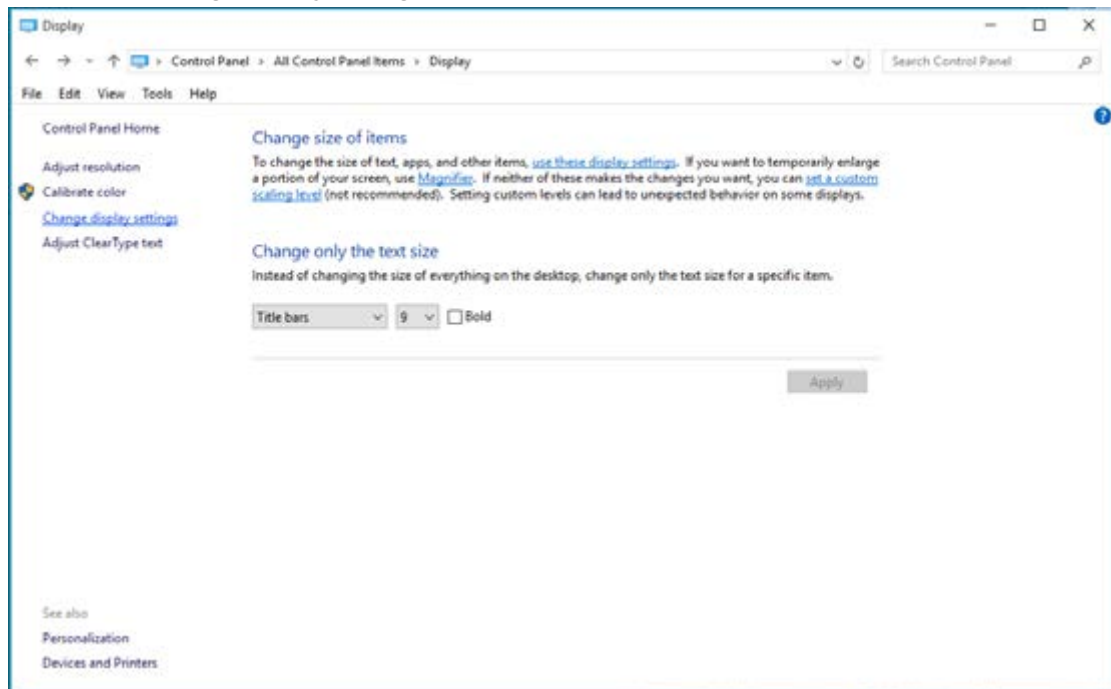 Display
Control Panel > All Control Panel Items > Display
Search Control Panel
File Edit View Tools Help
Control Panel Home
Adjust resolution
Calibrate color
Change display settings
Adjust ClearType text
Change size of items
To change the size of text, apps, and other items, use these display settings. If you want to temporarily enlarge
a portion of your screen, use Magnifier. If neither of these makes the changes you want, you can set a custom
scaling level (not recommended). Setting custom levels can lead to unexpected behavior on some displays.
Change only the text size
Instead of changing the size of everything on the desktop, change only the text size for a specific item.
Title bars 9 Bold
Apply
See also
Personalization
Devices and Printers